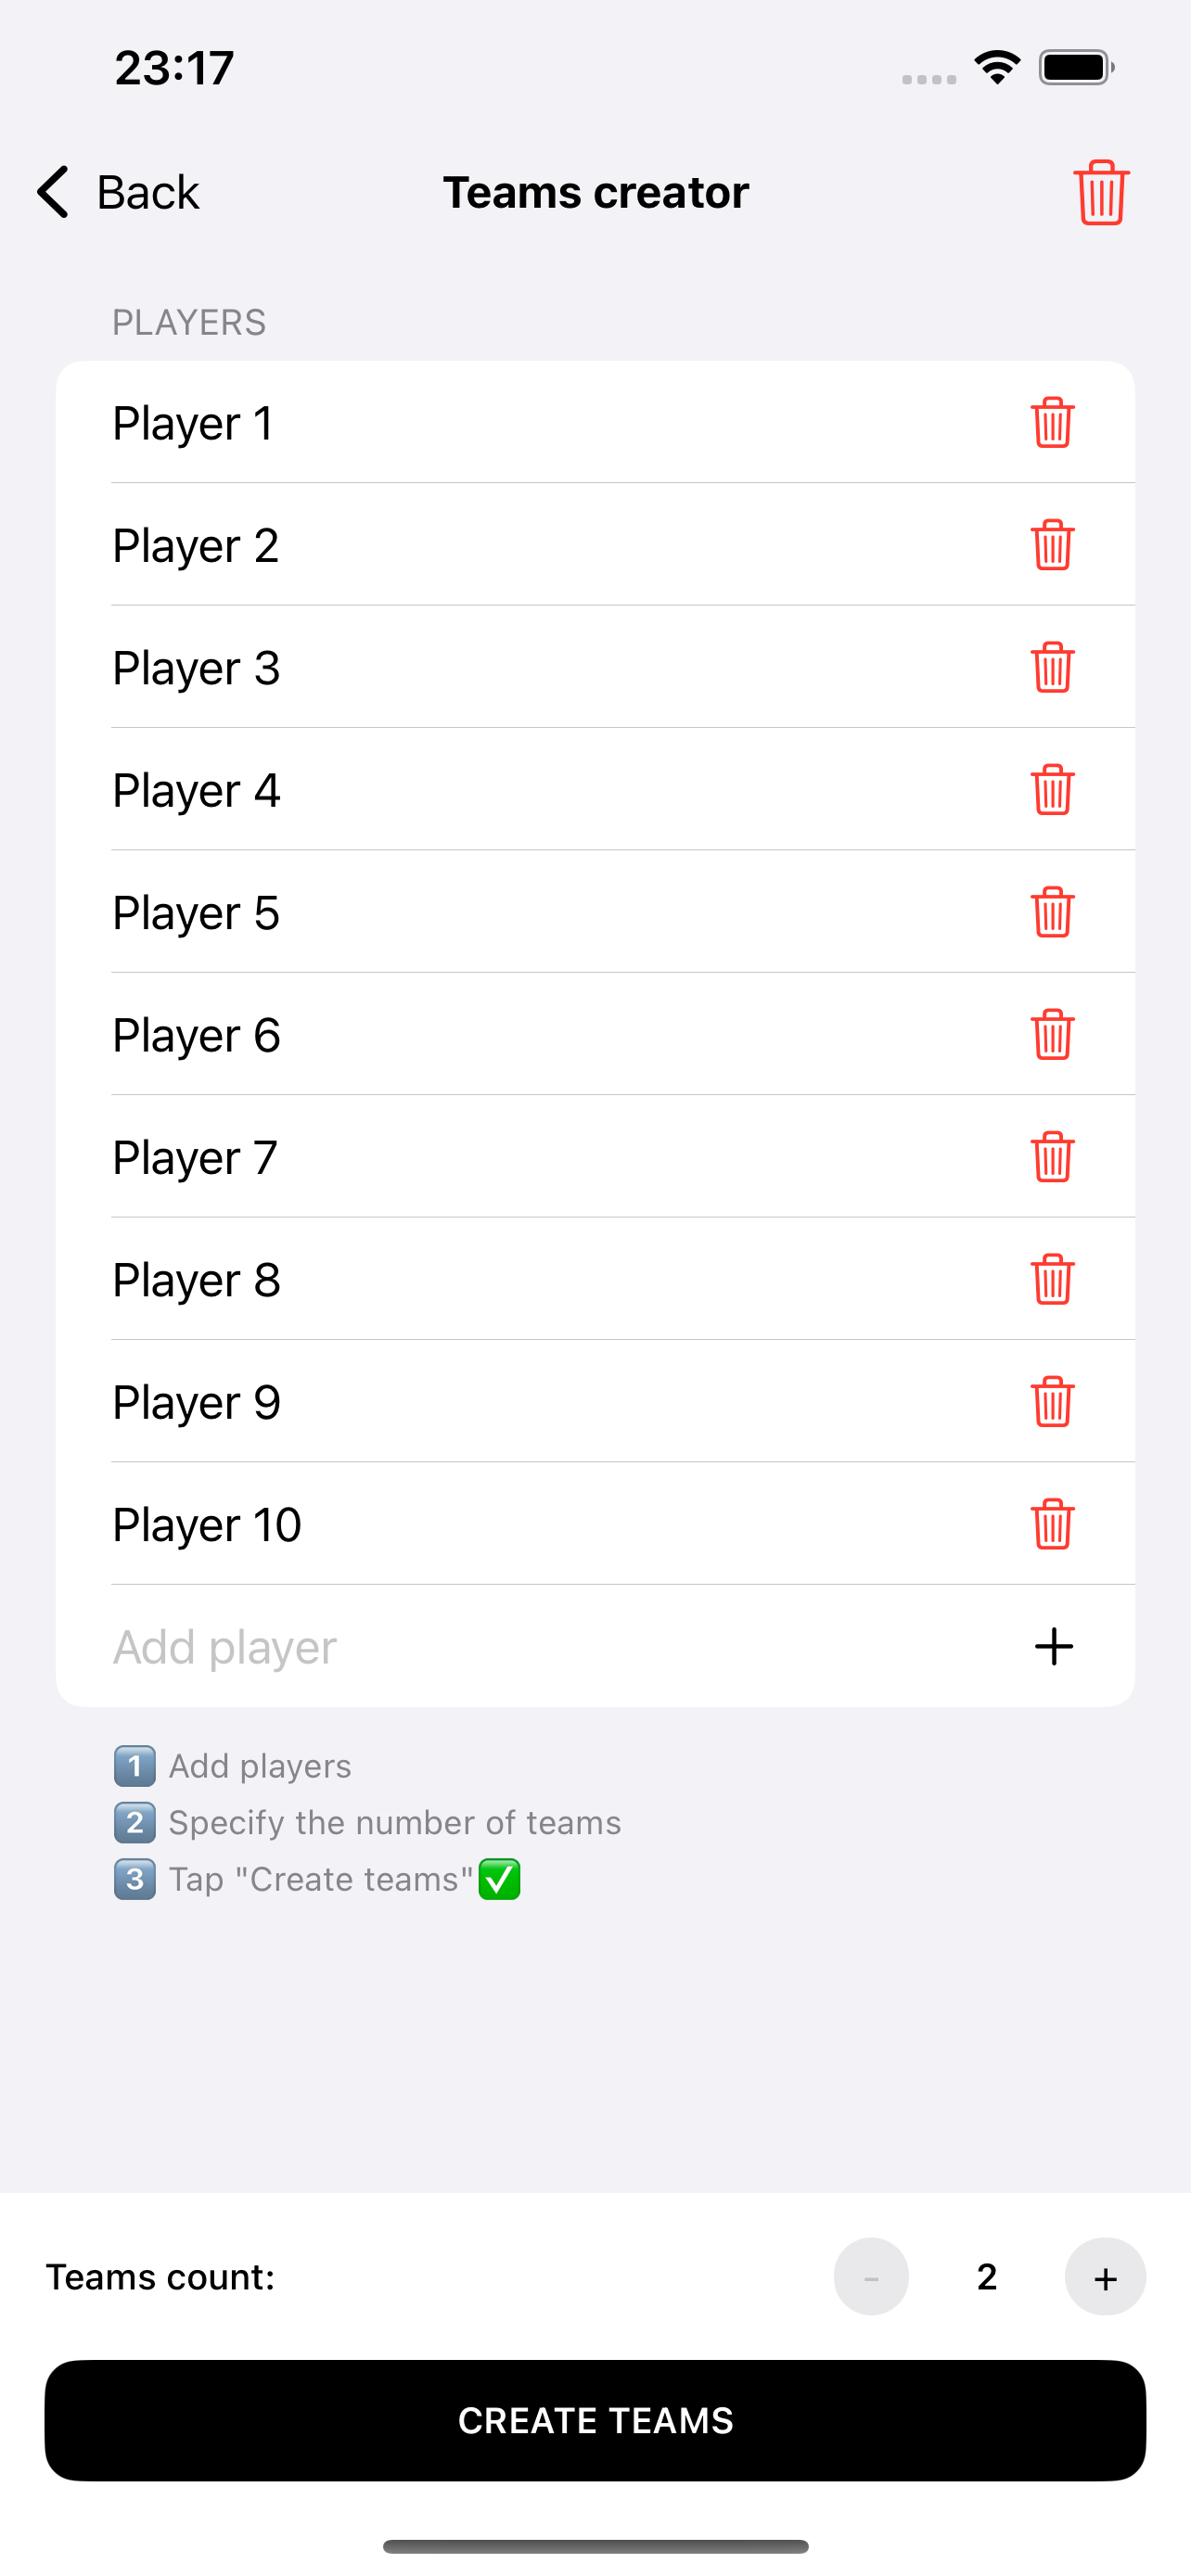 23:17
Back
Teams creator
PLAYERS
Player 1
Player 2
Player 3
Player 4
Player 5
Player 6
Player 7
Player 8
Player 9
Player 10
Add player
+
1️⃣ Add players
2️⃣ Specify the number of teams
3️⃣ Tap "Create teams"✅
Teams count: - 2 +
CREATE TEAMS